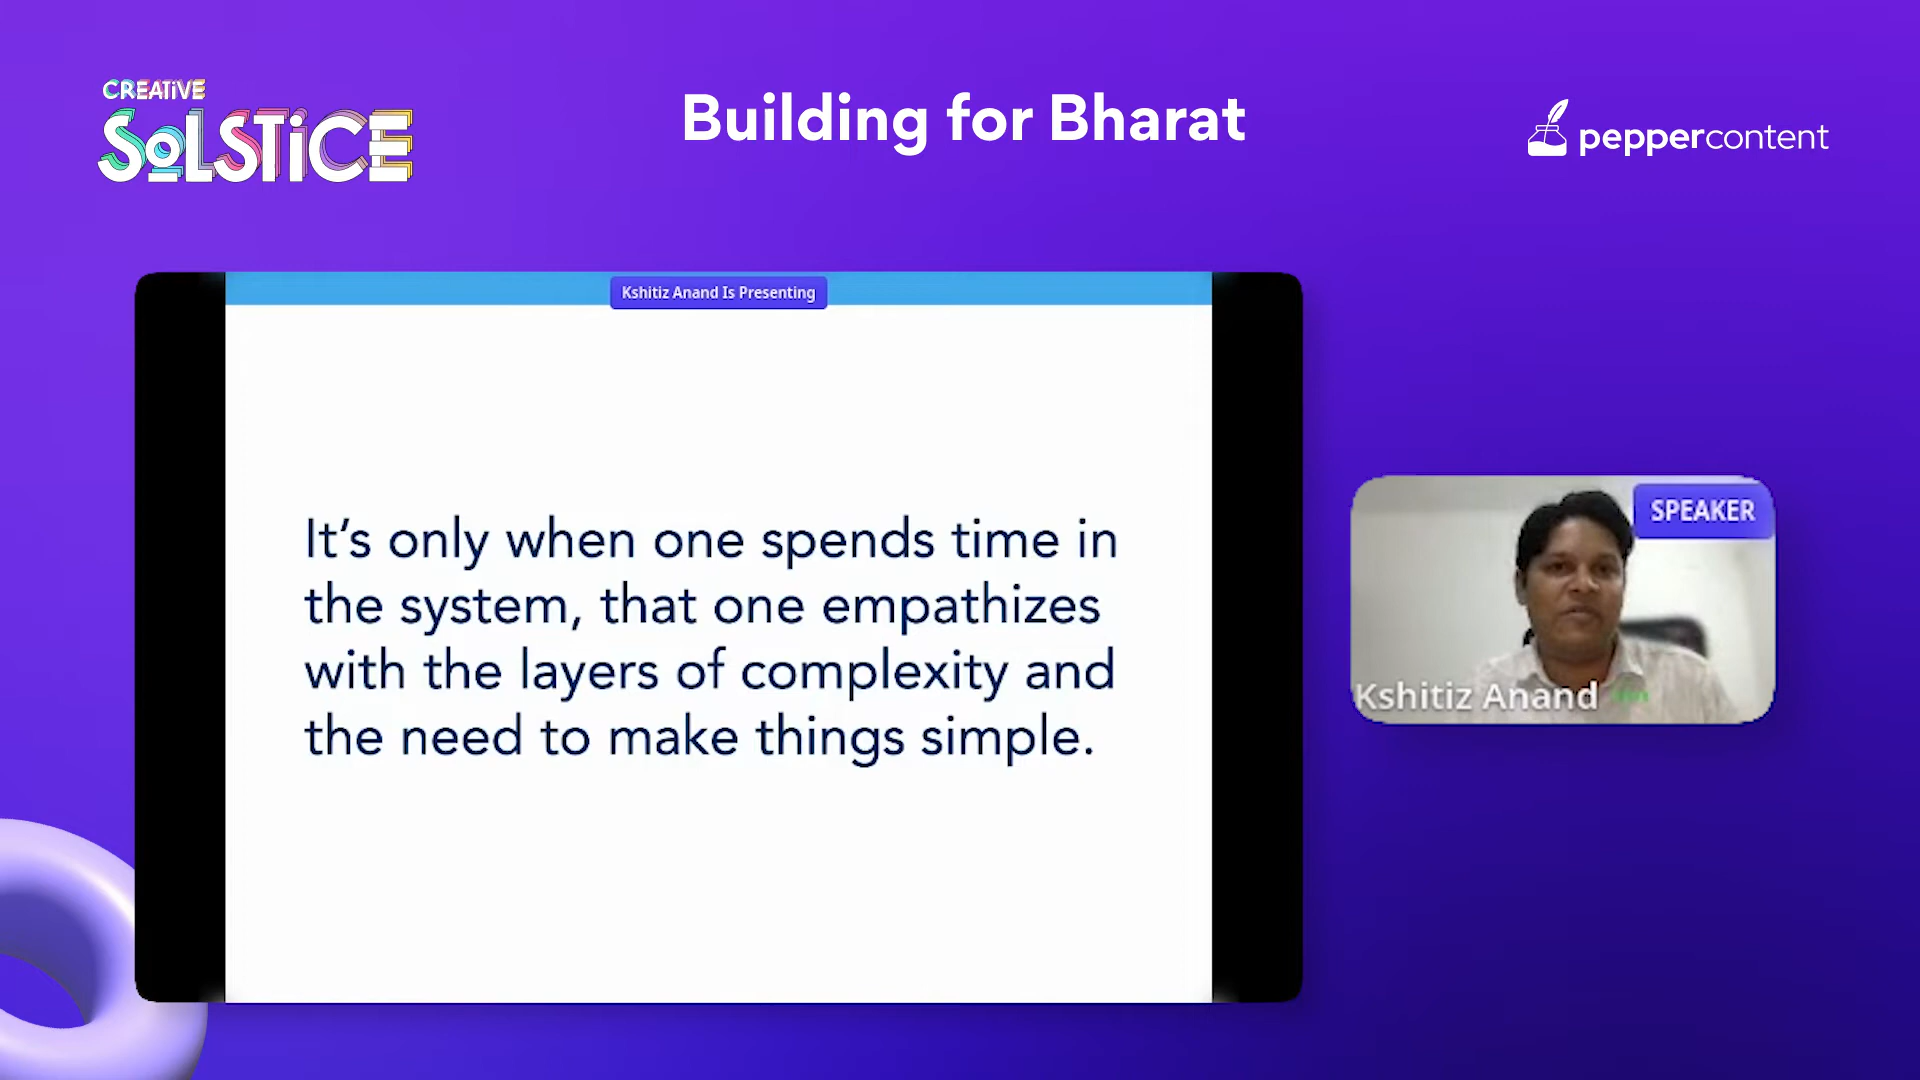 CREATiVE
SoLSTiCE
Building for Bharat
peppercontent
Kshitiz Anand Is Presenting
It’s only when one spends time in
the system, that one empathizes
with the layers of complexity and
the need to make things simple.
SPEAKER
Kshitiz Anand